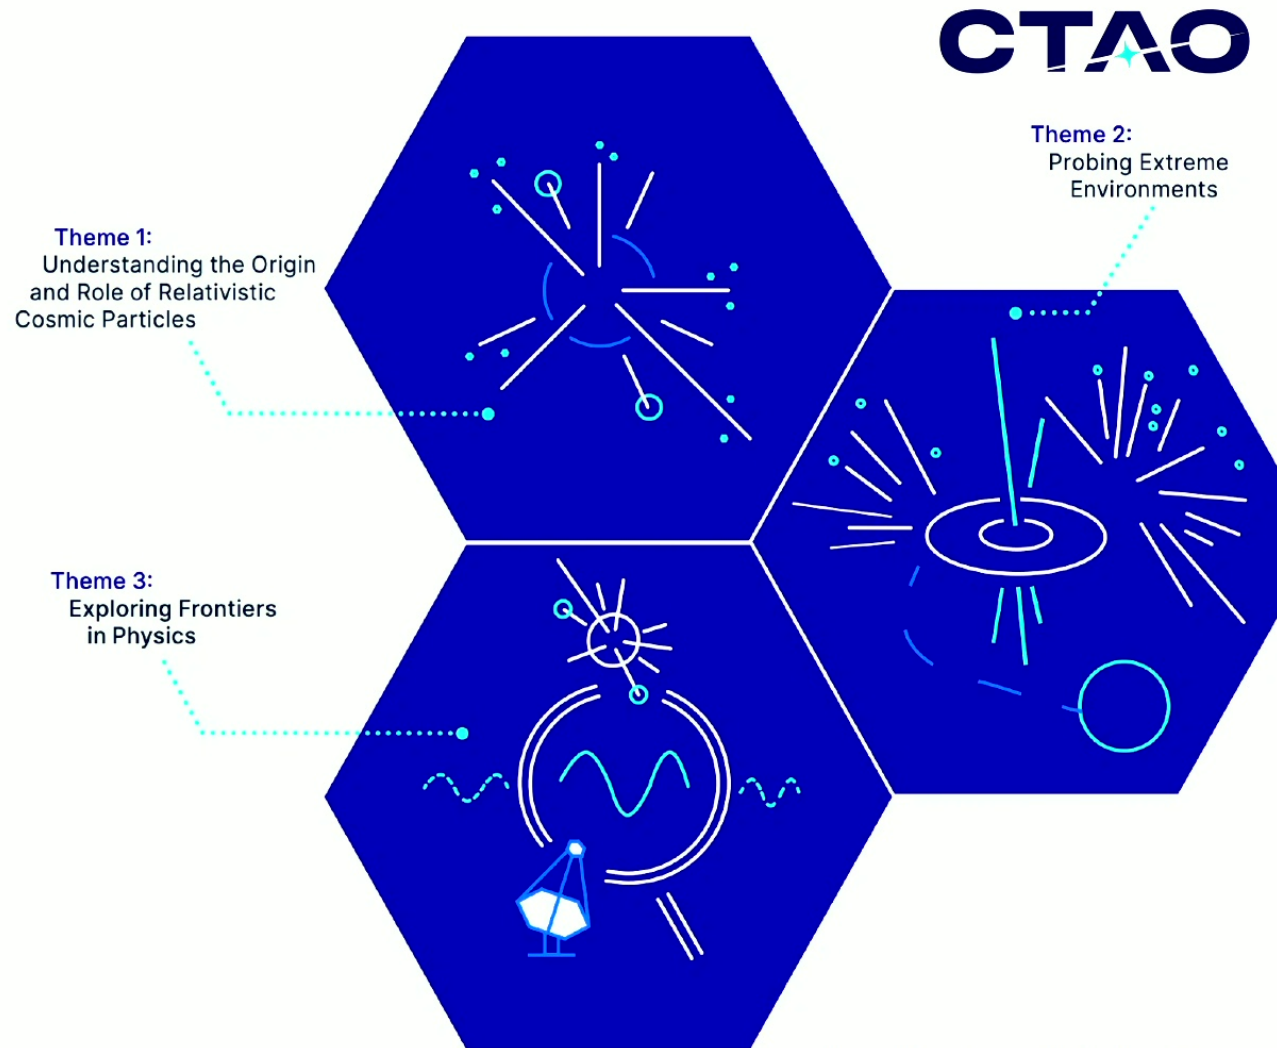 CTAO
Theme 2:
Probing Extreme
Environments
Theme 1:
Understanding the Origin
and Role of Relativistic
Cosmic Particles
Theme 3:
Exploring Frontiers
in Physics